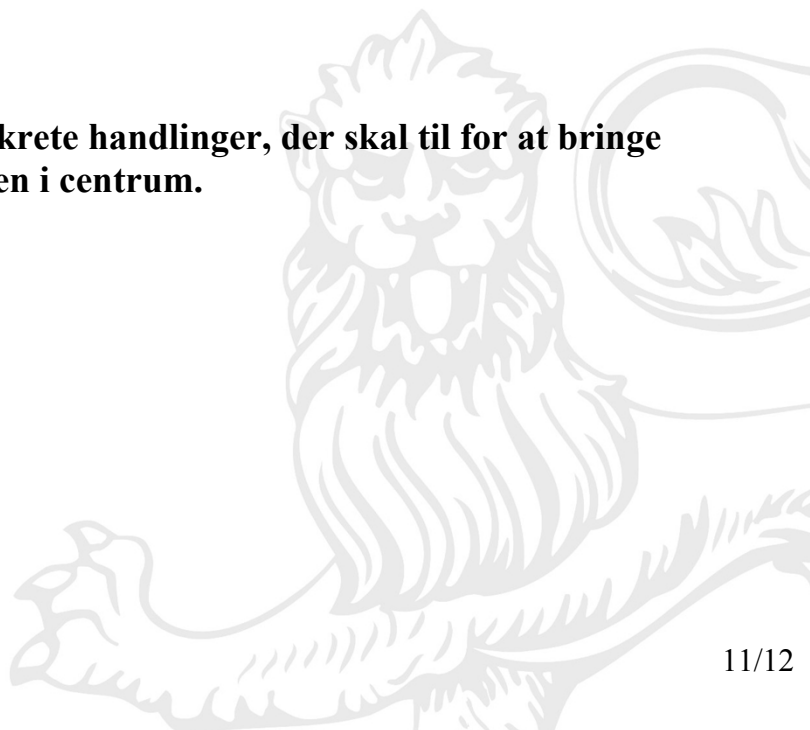 krete handlinger, der skal til for at bringe
en i centrum.
11/12